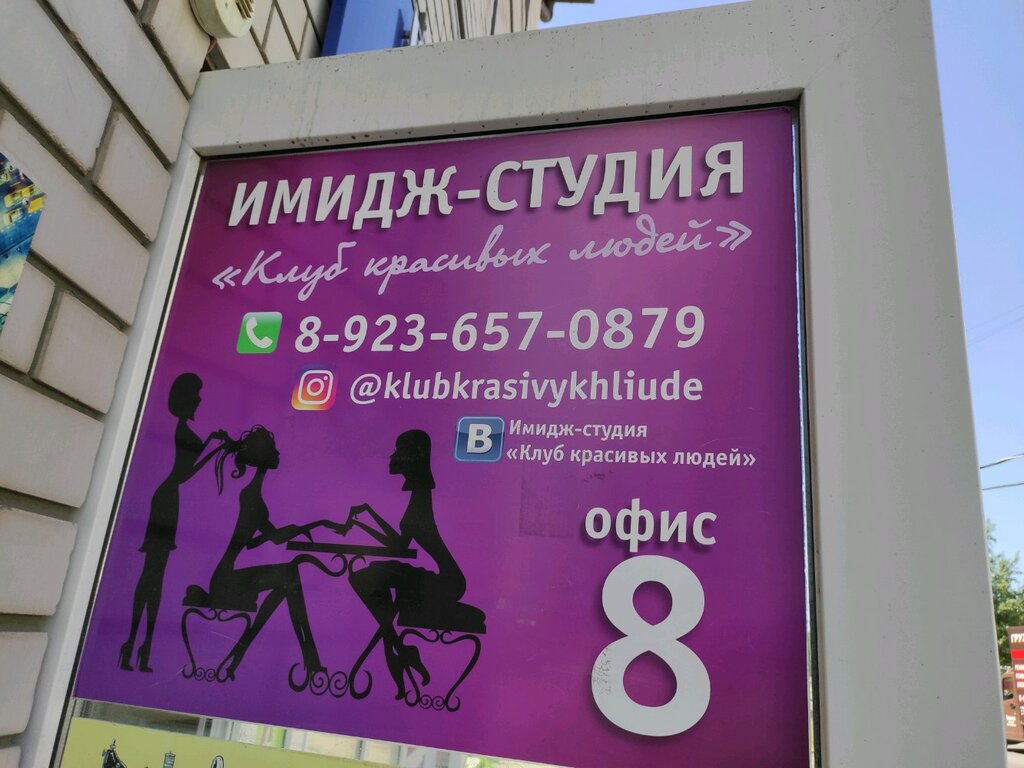 ИМИДЖ-СТУДИЯ
«Клуб красивых людей»
8-923-657-0879
@klubkrasivykhliude
В Имидж-студия
«Клуб красивых людей»
офис
8